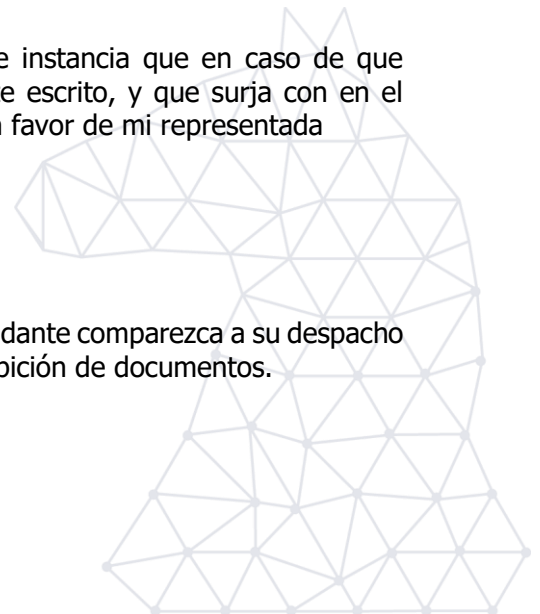 e instancia que en caso de que
e escrito, y que surja con en el
favor de mi representada
dante comparezca a su despacho
bición de documentos.